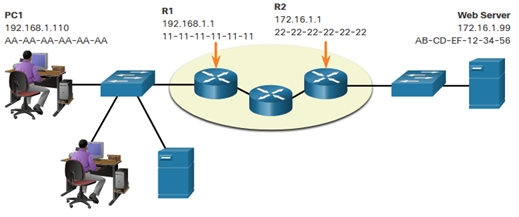 PC1
192.168.1.110
AA-AA-AA-AA-AA-AA
R1
192.168.1.1
11-11-11-11-11-11
R2
172.16.1.1
22-22-22-22-22-22
Web Server
172.16.1.99
AB-CD-EF-12-34-56